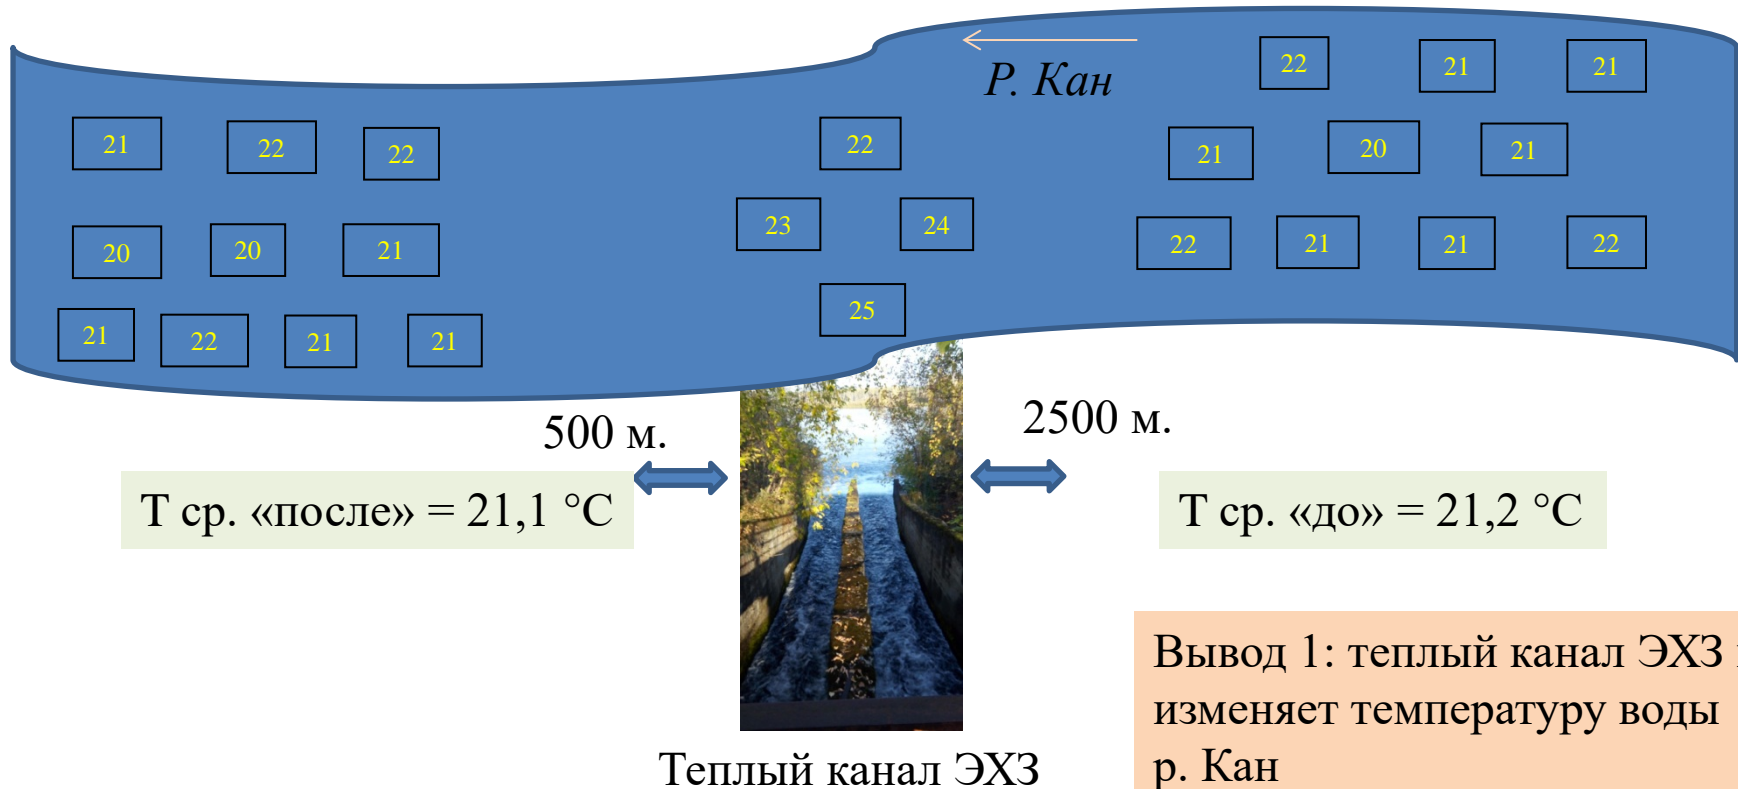 Р. Кан
22 21 21
21 22 22 22 21 20 21
23 24
20 20 21 22 21 21 22
25
21 22 21 21
500 м. 2500 м.
Т ср. «после» = 21,1 °C Т ср. «до» = 21,2 °C
Вывод 1: теплый канал ЭХЗ
изменяет температуру воды
р. Кан
Теплый канал ЭХЗ